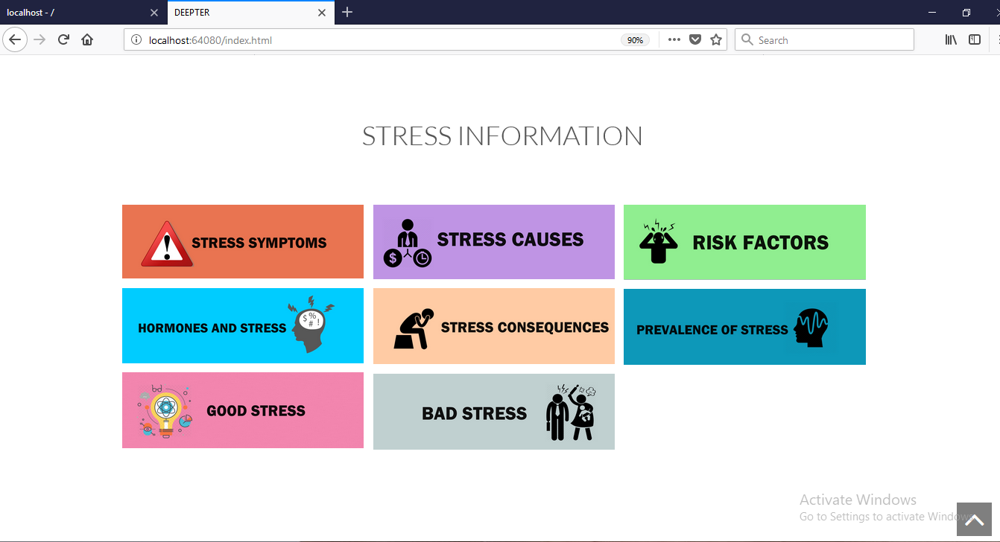 localhost - /
DEEPTER
localhost:64080/index.html
90%
Search
STRESS INFORMATION
STRESS SYMPTOMS
$
STRESS CAUSES
RISK FACTORS
HORMONES AND STRESS
$%
# !
STRESS CONSEQUENCES
PREVALENCE OF STRESS
GOOD STRESS
BAD STRESS
Activate Windows
Go to Settings to activate Windows.